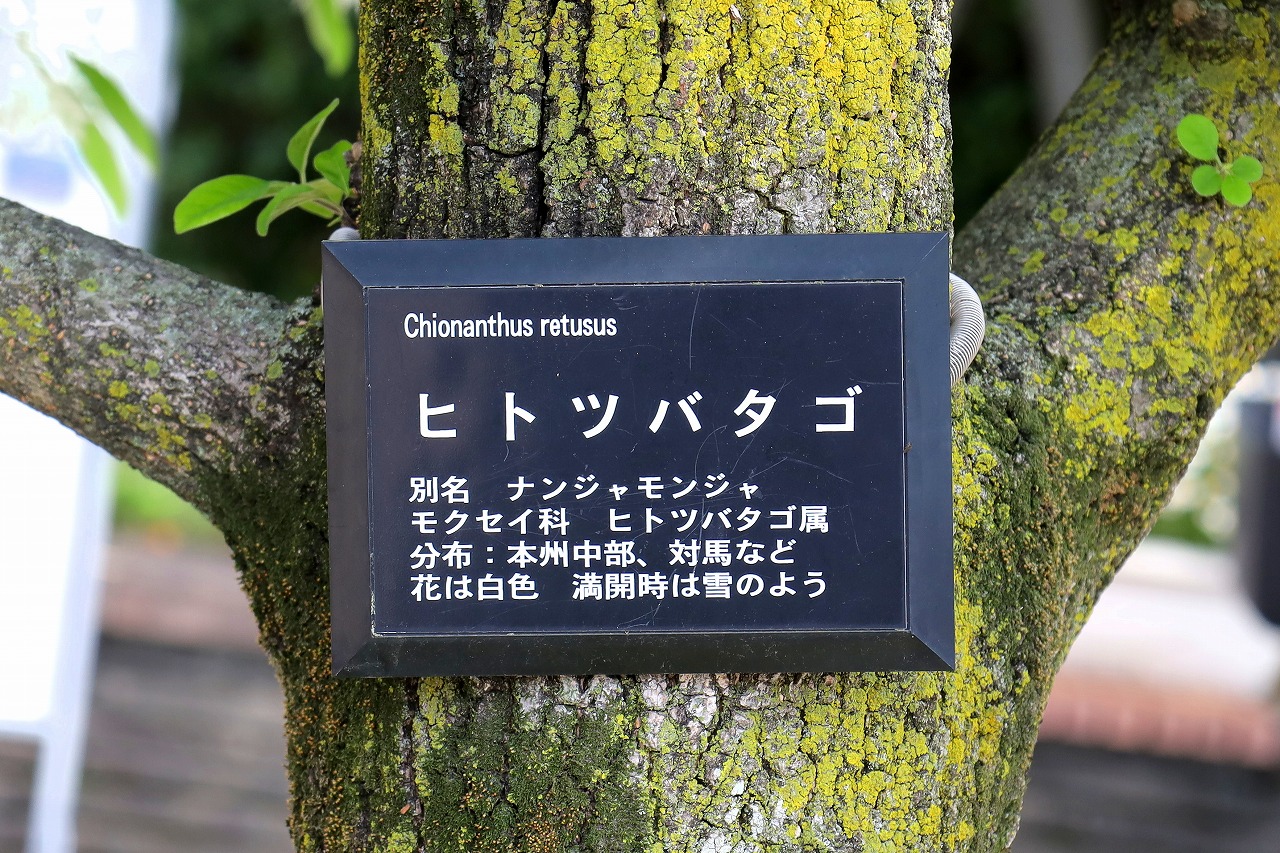 Chionanthus retusus
ヒトツバタゴ
別名　ナンジャモンジャ
モクセイ科　ヒトツバタゴ属
分布：本州中部、対馬など
花は白色　満開時は雪のよう